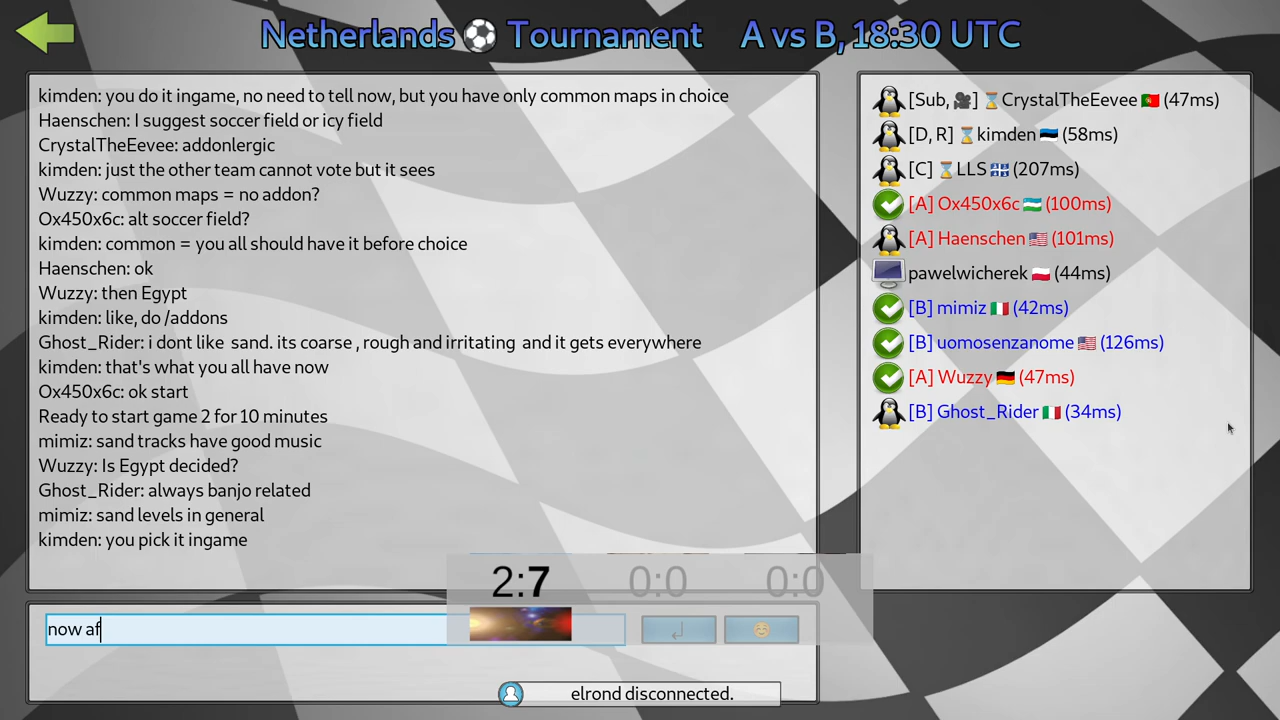 Netherlands ⚽ Tournament A vs B, 18:30 UTC
kimden: you do it ingame, no need to tell now, but you have only common maps in choice
Haenschen: I suggest soccer field or icy field
CrystalTheEevee: addonlergic
kimden: just the other team cannot vote but it sees
Wuzzy: common maps = no addon?
Ox450x6c: alt soccer field?
kimden: common = you all should have it before choice
Haenschen: ok
Wuzzy: then Egypt
kimden: like, do /addons
Ghost_Rider: i dont like sand. its coarse , rough and irritating and it gets everywhere
kimden: that's what you all have now
Ox450x6c: ok start
Ready to start game 2 for 10 minutes
mimiz: sand tracks have good music
Wuzzy: Is Egypt decided?
Ghost_Rider: always banjo related
mimiz: sand levels in general
kimden: you pick it ingame
[Sub, 🎥] ⌛CrystalTheEevee 🇵🇹 (47ms)
[D, R] ⌛kimden 🇪🇪 (58ms)
[C] ⌛LLS (207ms)
[A] Ox450x6c 🇺🇿 (100ms)
[A] Haenschen 🇺🇸 (101ms)
pawelwicherek 🇵🇱 (44ms)
[B] mimiz 🇮🇹 (42ms)
[B] uomosenzanome 🇺🇸 (126ms)
[A] Wuzzy 🇩🇪 (47ms)
[B] Ghost_Rider 🇮🇹 (34ms)
2:7 0:0 0:0
now af
elrond disconnected.